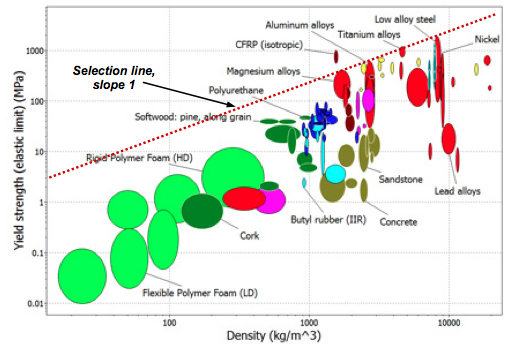 Low alloy steel
Aluminum alloys
Titanium alloys
Nickel
CFRP (isotropic)
Selection line,
slope 1
Magnesium alloys
Polyurethane
Softwood: pine, along grain
Rigid Polymer Foam (HD)
Sandstone
Lead alloys
Butyl rubber (IIR)
Concrete
Cork
Flexible Polymer Foam (LD)
Yield strength (elastic limit) (MPa)
1000
100
10
1
0.1
0.01
100
1000
10000
Density (kg/m^3)